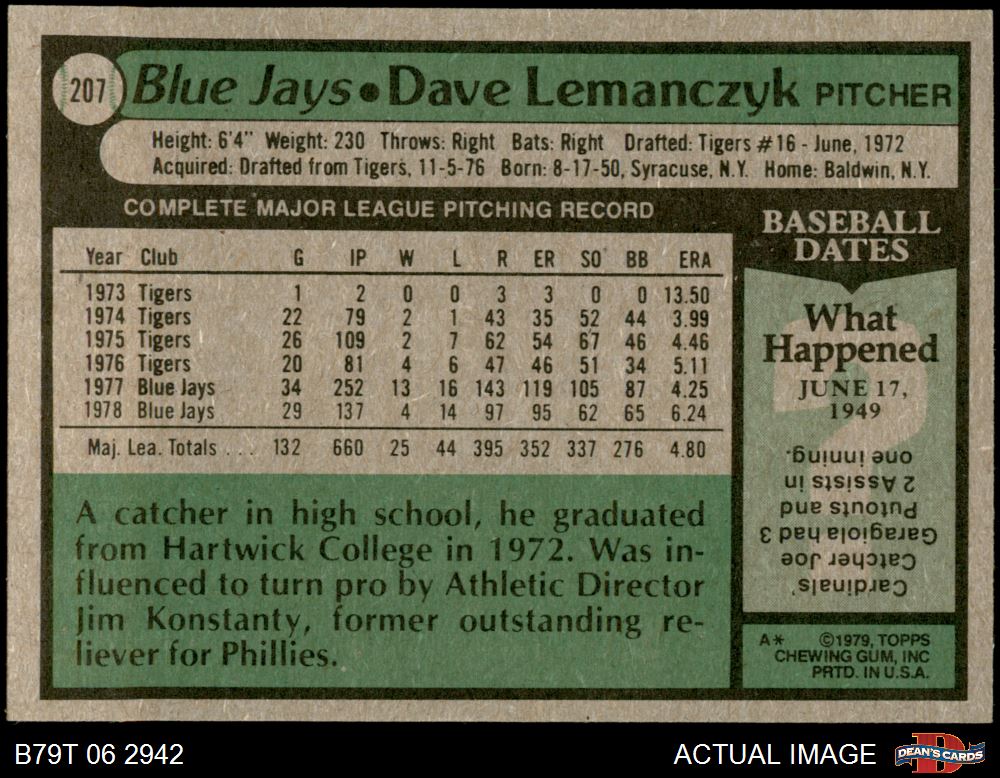 207
Blue Jays • Dave Lemanczyk PITCHER
Height: 6'4" Weight: 230 Throws: Right Bats: Right Drafted: Tigers #16 - June, 1972
Acquired: Drafted from Tigers, 11-5-76 Born: 8-17-50, Syracuse, N.Y. Home: Baldwin, N.Y.
COMPLETE MAJOR LEAGUE PITCHING RECORD
Year Club G IP W L R ER SO BB ERA
1973 Tigers 1 2 0 0 3 3 0 0 13.50
1974 Tigers 22 79 2 1 43 35 52 44 3.99
1975 Tigers 26 109 2 7 62 54 67 46 4.46
1976 Tigers 20 81 4 6 47 46 51 34 5.11
1977 Blue Jays 34 252 13 16 143 119 105 87 4.25
1978 Blue Jays 29 137 4 14 97 95 62 65 6.24
Maj. Lea. Totals . . . 132 660 25 44 395 352 337 276 4.80
A catcher in high school, he graduated
from Hartwick College in 1972. Was in-
fluenced to turn pro by Athletic Director
Jim Konstanty, former outstanding re-
liever for Phillies.
BASEBALL
DATES
What
Happened
JUNE 17,
1949
Cardinals'
Catcher Joe
Garagiola had 3
Putouts and
2 Assists in
one inning.
A* ©1979, TOPPS
CHEWING GUM, INC
PRTD. IN U.S.A.
B79T 06 2942
ACTUAL IMAGE
D
DEAN'S CARDS